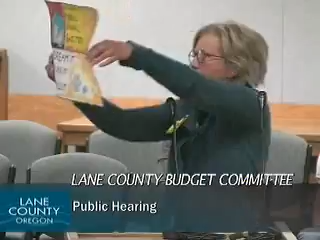 LANE COUNTY BUDGET COMMITTEE
LANE
COUNTY
OREGON
Public Hearing